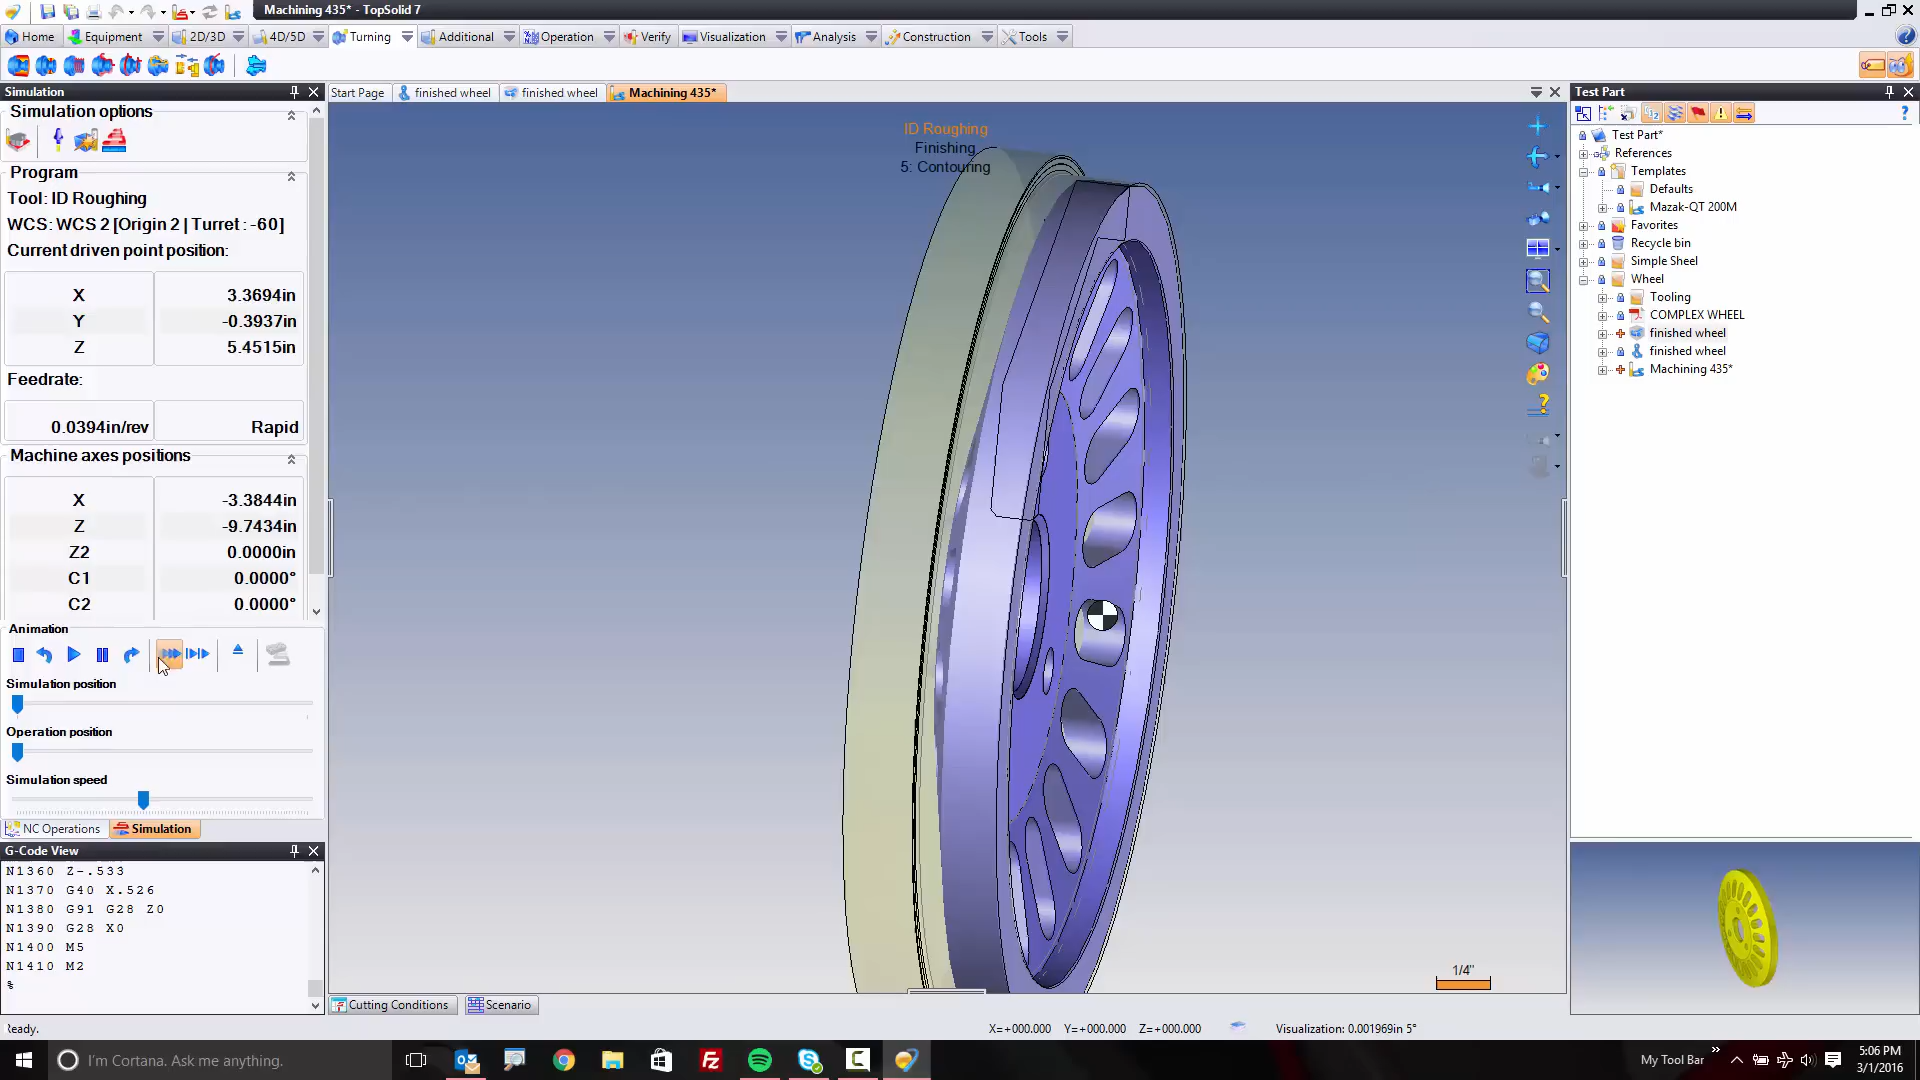 Machining 435* - TopSolid 7
Home Equipment 2D/3D 4D/5D Turning Additional Operation Verify Visualization Analysis Construction Tools
Simulation
Simulation options
Program
Tool: ID Roughing
WCS: WCS 2 [Origin 2 | Turret : -60]
Current driven point position:
X 3.3694in
Y -0.3937in
Z 5.4515in
Feedrate:
0.0394in/rev Rapid
Machine axes positions
X -3.3844in
Z -9.7434in
Z2 0.0000in
C1 0.0000°
C2 0.0000°
Animation
Simulation position
Operation position
Simulation speed
NC Operations Simulation
G-Code View
N1360 Z-.533
N1370 G40 X.526
N1380 G91 G28 Z0
N1390 G28 X0
N1400 M5
N1410 M2
%
Start Page finished wheel finished wheel Machining 435*
ID Roughing
Finishing
5: Contouring
1/4"
Cutting Conditions Scenario
Test Part
Test Part*
References
Templates
Defaults
Mazak-QT 200M
Favorites
Recycle bin
Simple Sheel
Wheel
Tooling
COMPLEX WHEEL
finished wheel
finished wheel
Machining 435*
Ready. X=+000.000 Y=+000.000 Z=+000.000 Visualization: 0.001969in 5°
I'm Cortana. Ask me anything.
My Tool Bar
5:06 PM
3/1/2016